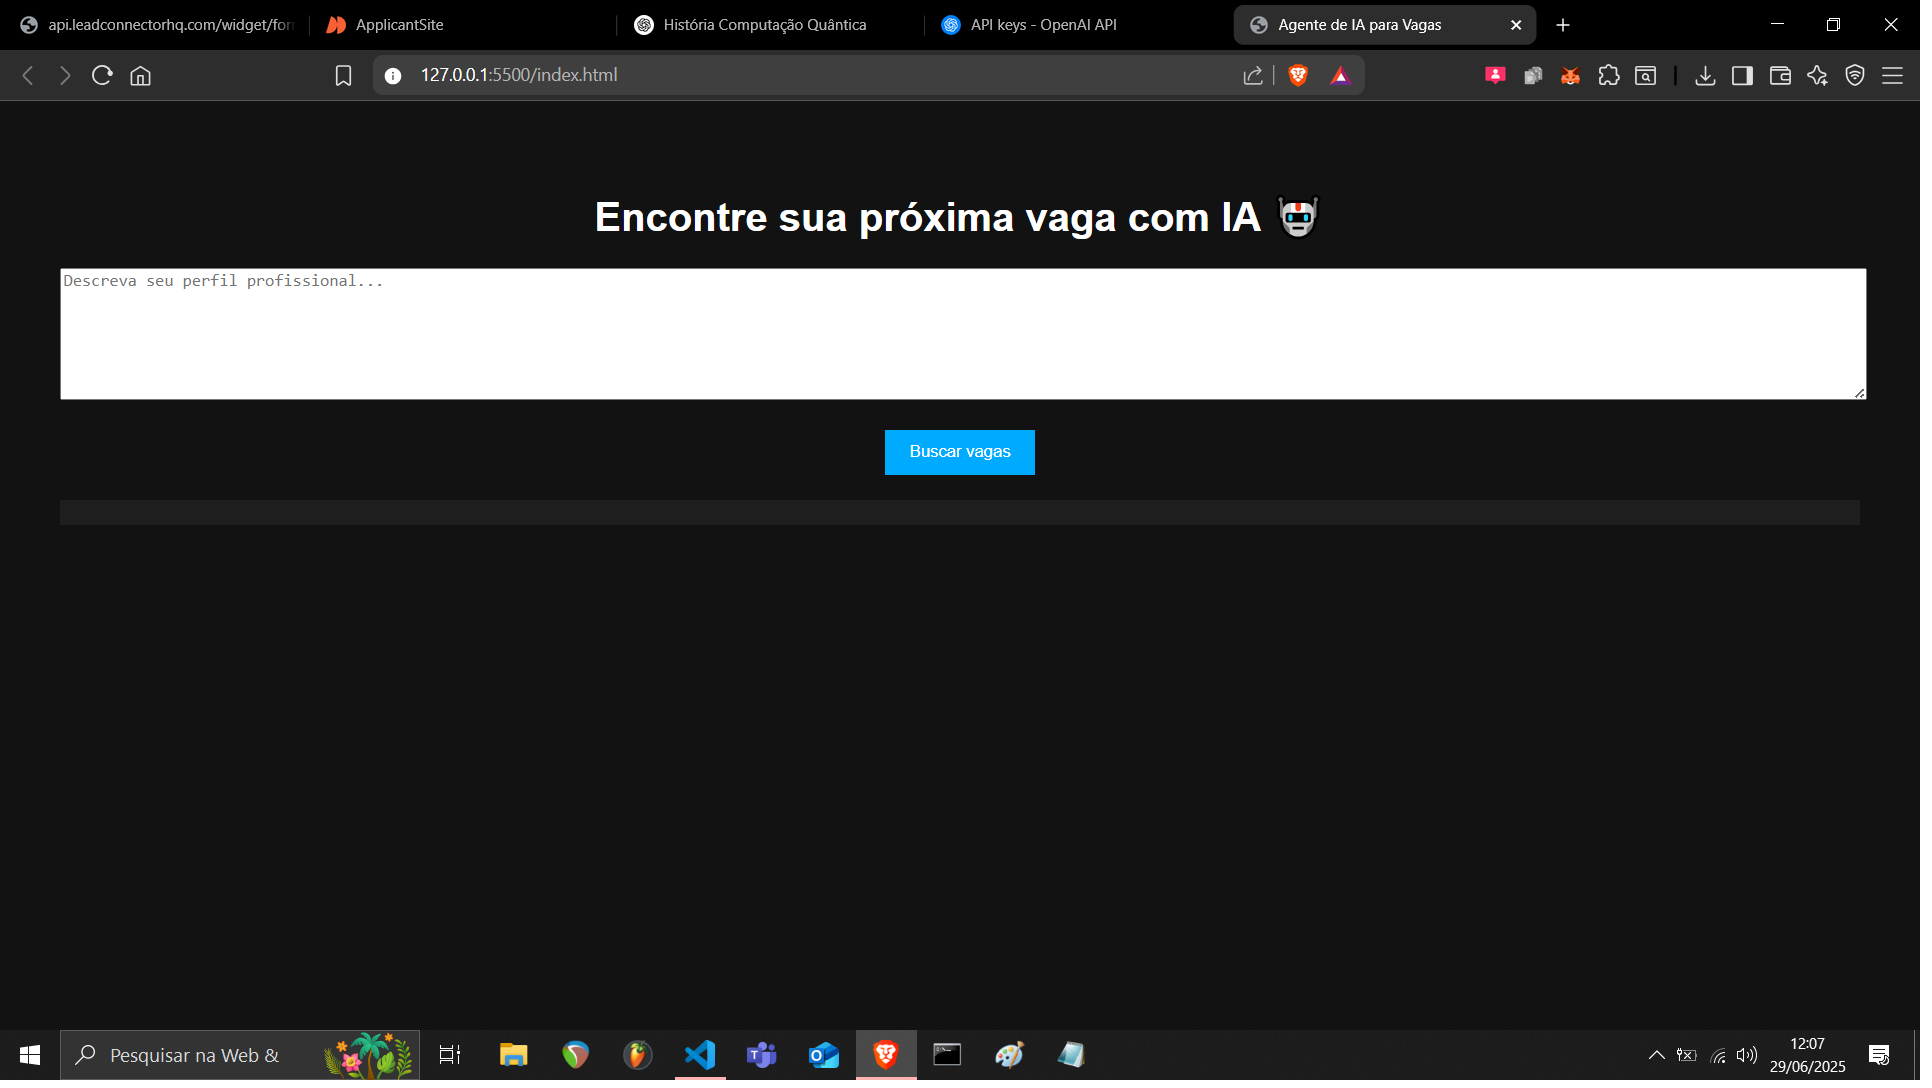 api.leadconnectorhq.com/widget/for
ApplicantSite
História Computação Quântica
API keys - OpenAI API
Agente de IA para Vagas
127.0.0.1:5500/index.html
Encontre sua próxima vaga com IA
Descreva seu perfil profissional...
Buscar vagas
Pesquisar na Web &
12:07
29/06/2025